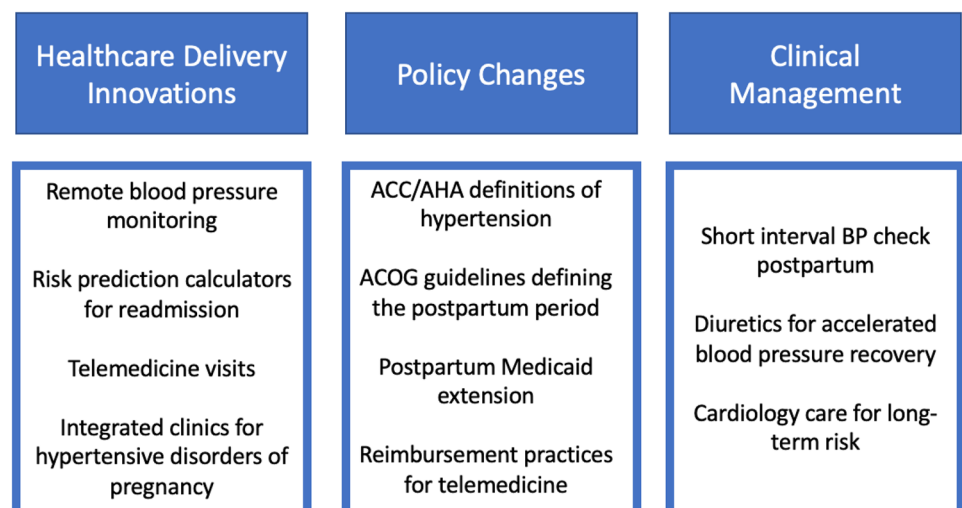 Healthcare Delivery
Innovations
Remote blood pressure
monitoring
Risk prediction calculators
for readmission
Telemedicine visits
Integrated clinics for
hypertensive disorders of
pregnancy
Policy Changes
ACC/AHA definitions of
hypertension
ACOG guidelines defining
the postpartum period
Postpartum Medicaid
extension
Reimbursement practices
for telemedicine
Clinical
Management
Short interval BP check
postpartum
Diuretics for accelerated
blood pressure recovery
Cardiology care for long-
term risk